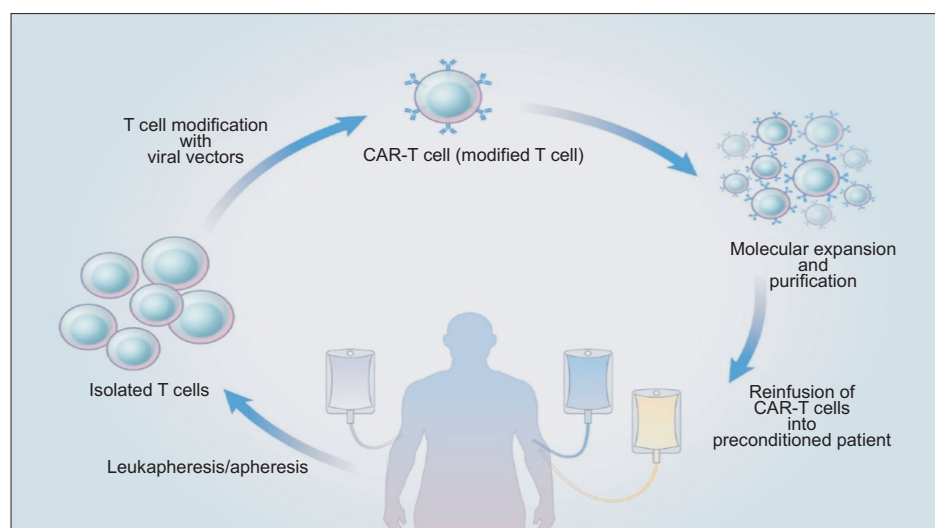 T cell modification
with
viral vectors
CAR-T cell (modified T cell)
Molecular expansion
and
purification
Isolated T cells
Reinfusion of
CAR-T cells
into
preconditioned patient
Leukapheresis/apheresis